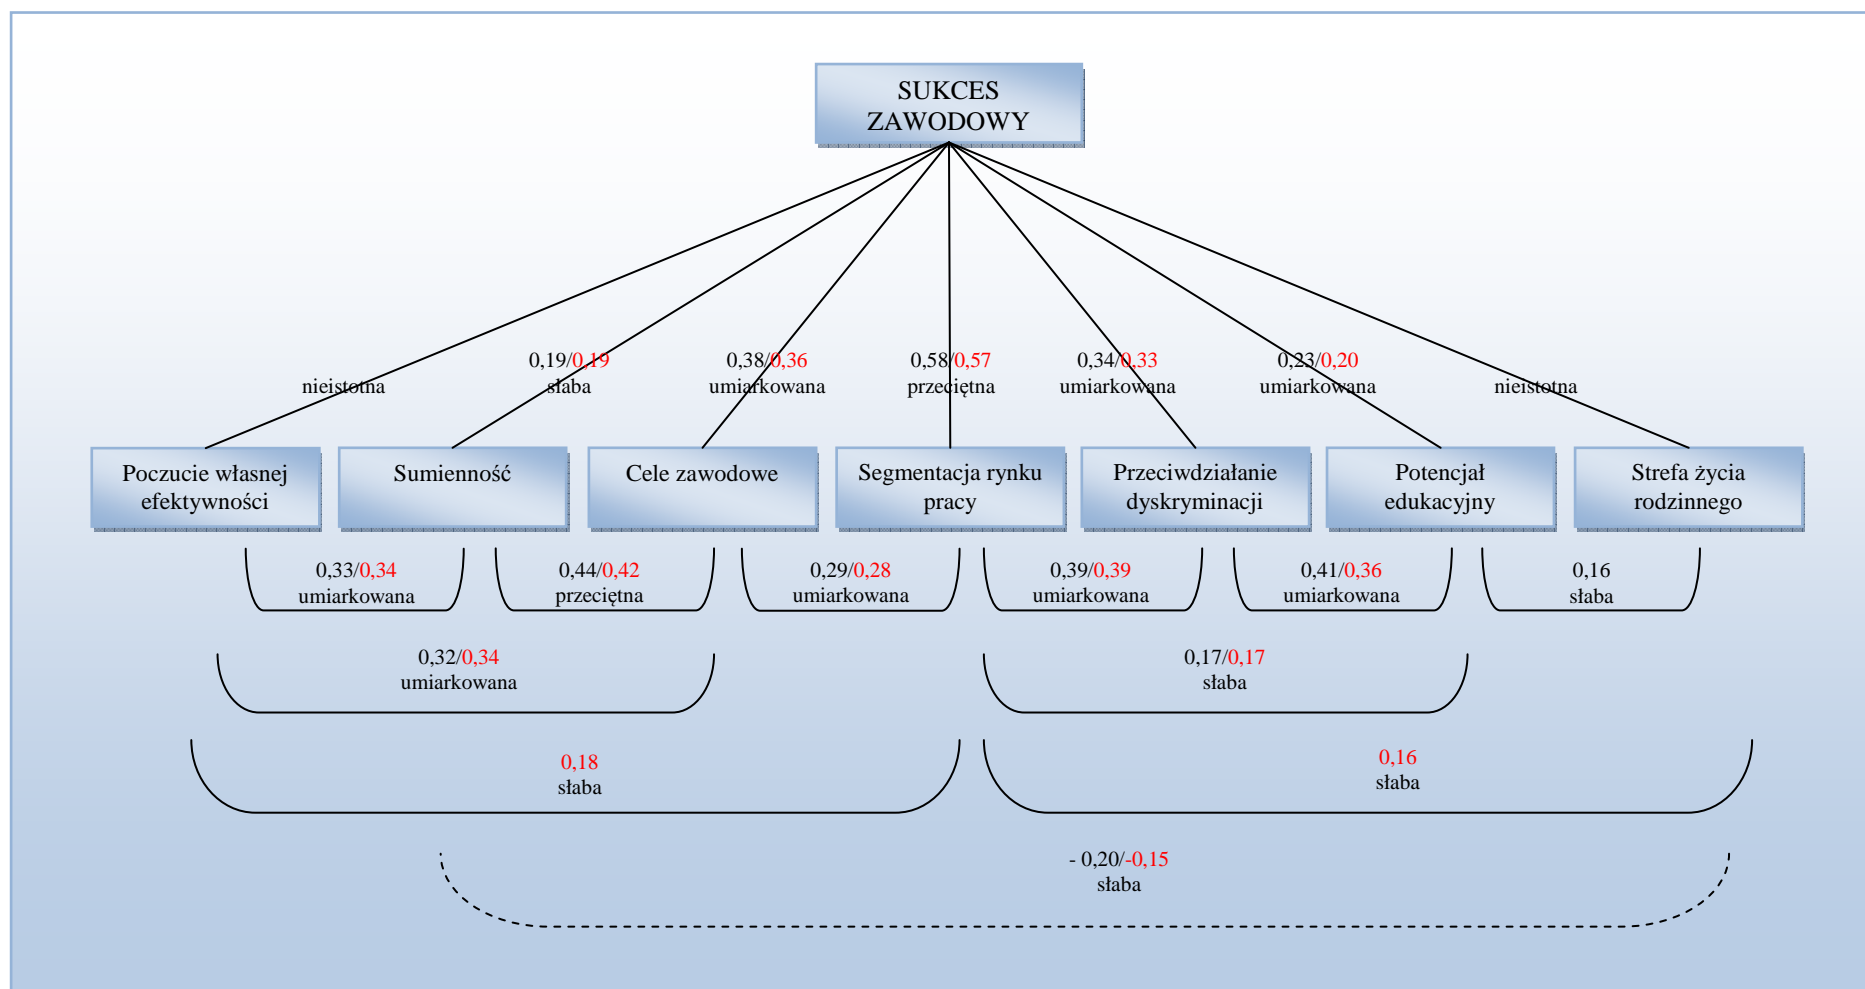 SUKCES
ZAWODOWY
0,19/0,19
0,38/0,36
0,58/0,57
0,34/0,33
0,23/0,20
nieistotna
słaba
umiarkowana
przeciętna
umiarkowana
umiarkowana
nieistotna
Poczucie własnej
efektywności
Sumienność
Cele zawodowe
Segmentacja rynku
pracy
Przeciwdziałanie
dyskryminacji
Potencjał
edukacyjny
Strefa życia
rodzinnego
0,33/0,34
umiarkowana
0,44/0,42
przeciętna
0,29/0,28
umiarkowana
0,39/0,39
umiarkowana
0,41/0,36
umiarkowana
0,16
słaba
0,32/0,34
umiarkowana
0,17/0,17
słaba
0,18
słaba
0,16
słaba
- 0,20/-0,15
słaba